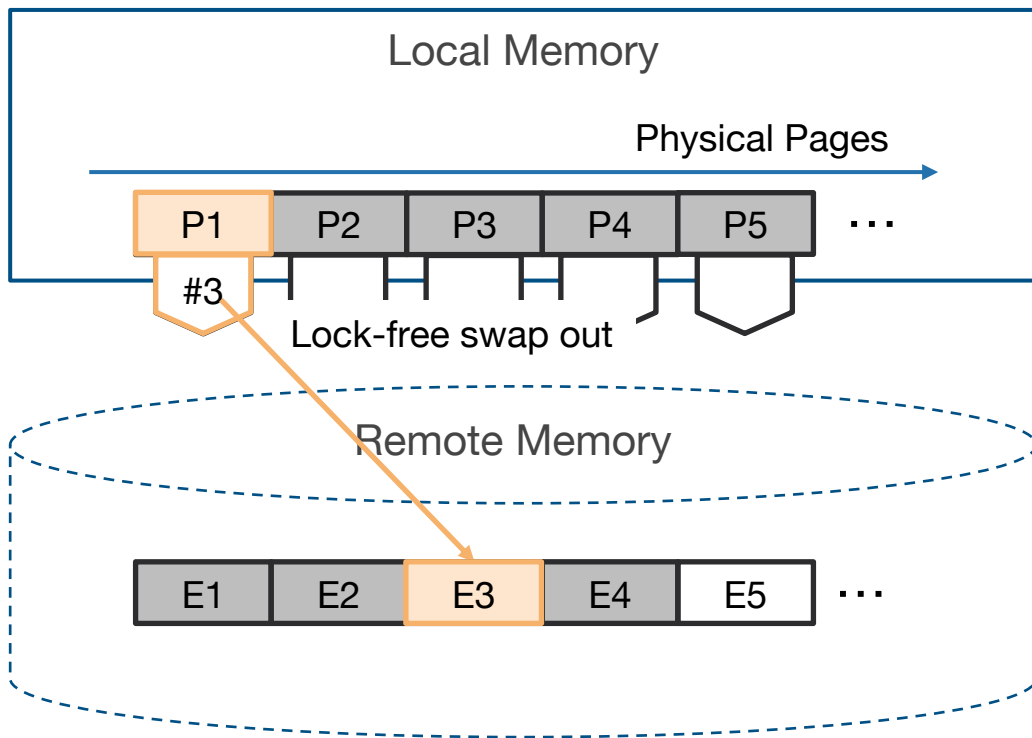 Local Memory
Physical Pages
P1 P2 P3 P4 P5 ...
#3
Lock-free swap out
Remote Memory
E1 E2 E3 E4 E5 ...